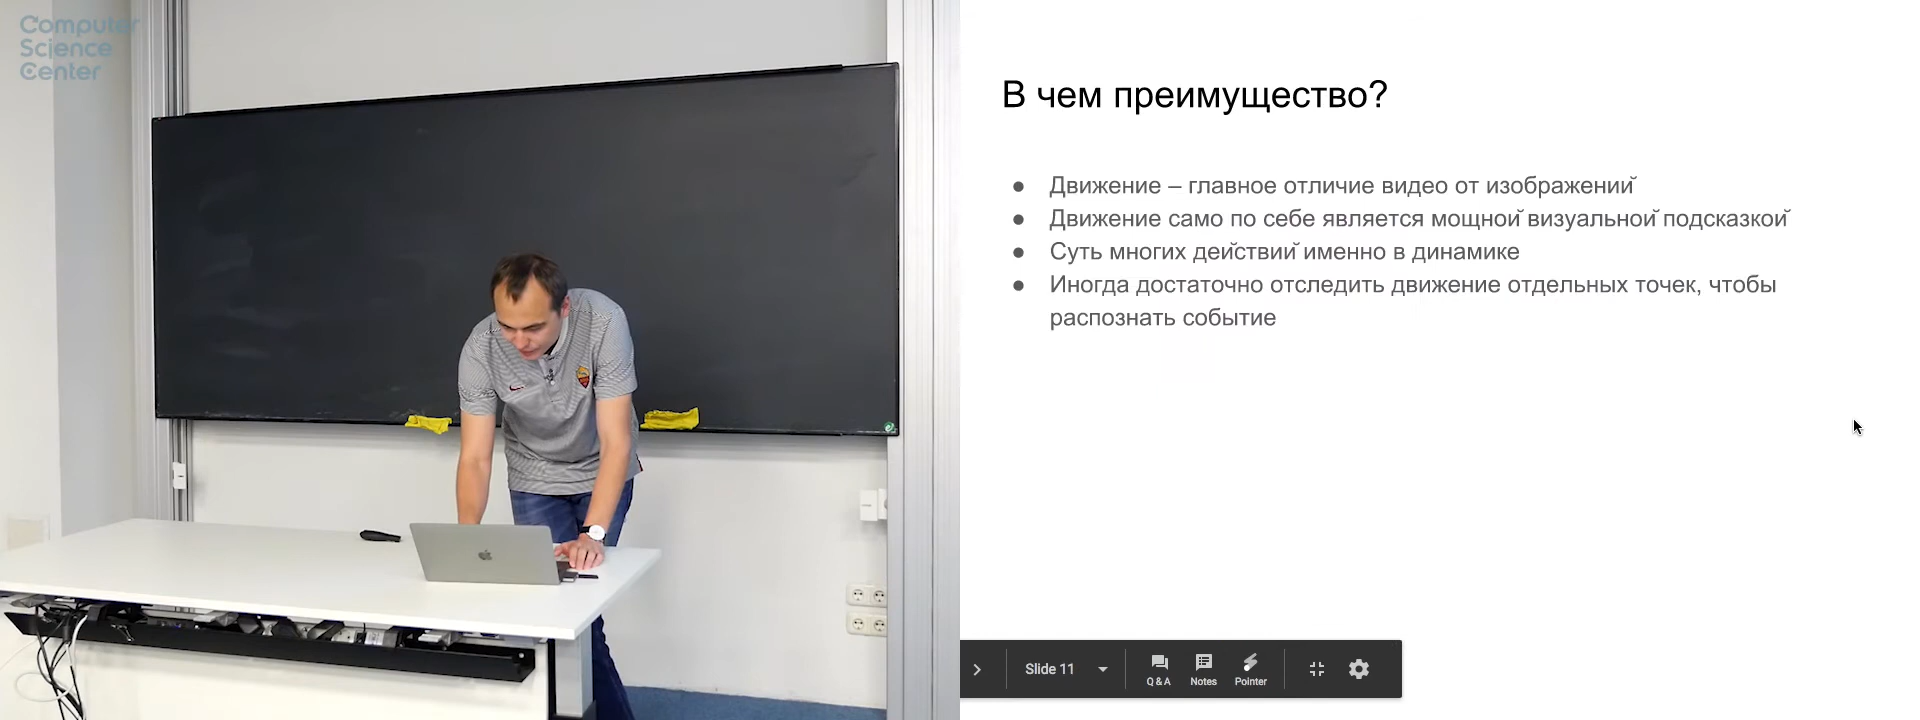 Computer
Science
Center
В чем преимущество?
● Движение – главное отличие видео от изображений
● Движение само по себе является мощной визуальной подсказкой
● Суть многих действий именно в динамике
● Иногда достаточно отследить движение отдельных точек, чтобы
распознать событие
Slide 11
Q & A
Notes
Pointer